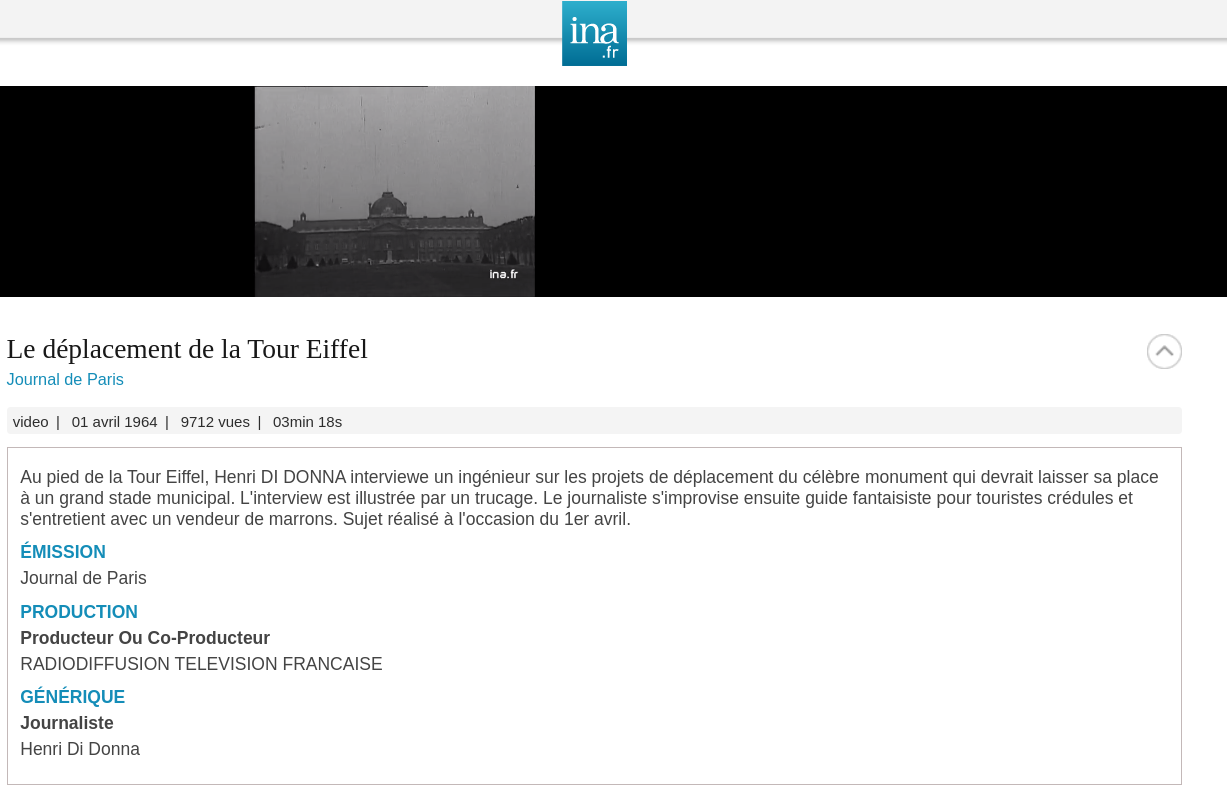 ina
.fr
ina.fr
Le déplacement de la Tour Eiffel
Journal de Paris
video | 01 avril 1964 | 9712 vues | 03min 18s
Au pied de la Tour Eiffel, Henri DI DONNA interviewe un ingénieur sur les projets de déplacement du célèbre monument qui devrait laisser sa place
à un grand stade municipal. L'interview est illustrée par un trucage. Le journaliste s'improvise ensuite guide fantaisiste pour touristes crédules et
s'entretient avec un vendeur de marrons. Sujet réalisé à l'occasion du 1er avril.
ÉMISSION
Journal de Paris
PRODUCTION
Producteur Ou Co-Producteur
RADIODIFFUSION TELEVISION FRANCAISE
GÉNÉRIQUE
Journaliste
Henri Di Donna